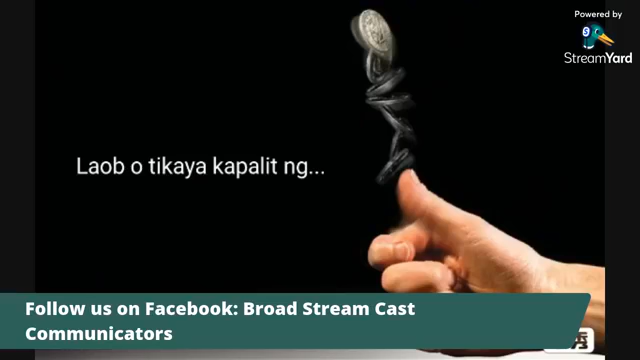 Powered by
StreamYard
Laob o tikaya kapalit ng...
Follow us on Facebook: Broad Stream Cast
Communicators